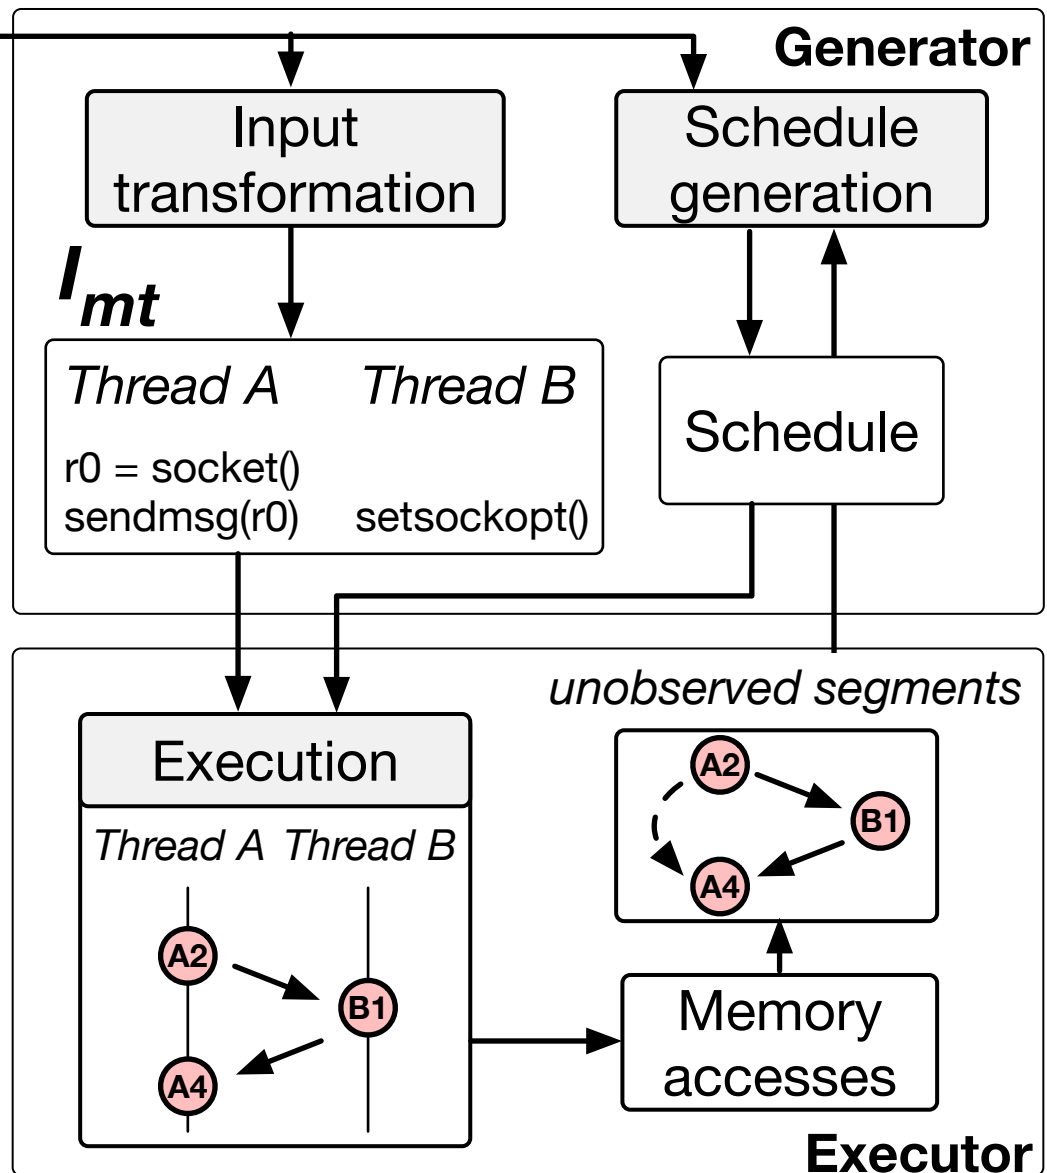 Generator
Input
transformation
Schedule
generation
I mt
Thread A Thread B
r0 = socket()
sendmsg(r0) setsockopt()
Schedule
unobserved segments
A2
B1
A4
Execution
Thread A Thread B
A2
B1
A4
Memory
accesses
Executor